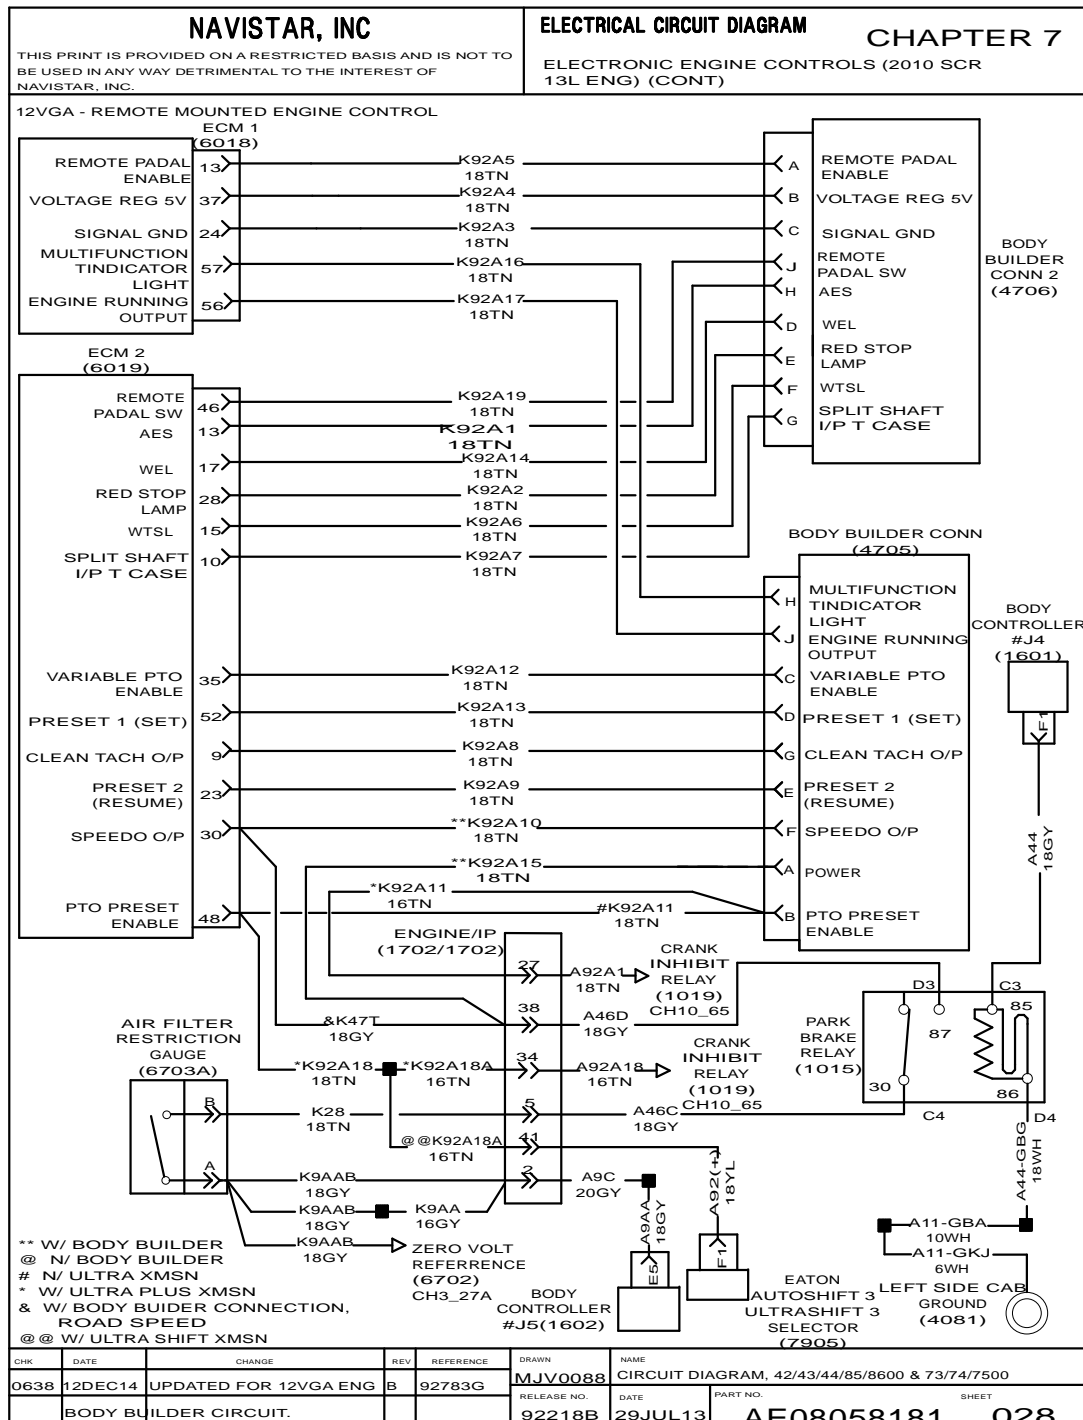 NAVISTAR, INC
THIS PRINT IS PROVIDED ON A RESTRICTED BASIS AND IS NOT TO
BE USED IN ANY WAY DETRIMENTAL TO THE INTEREST OF
NAVISTAR, INC.
ELECTRICAL CIRCUIT DIAGRAM
CHAPTER 7
ELECTRONIC ENGINE CONTROLS (2010 SCR
13L ENG) (CONT)
12VGA - REMOTE MOUNTED ENGINE CONTROL
ECM 1
(6018)
REMOTE PADAL
ENABLE
13
VOLTAGE REG 5V
37
SIGNAL GND
24
MULTIFUNCTION
TINDICATOR
LIGHT
57
ENGINE RUNNING
OUTPUT
56
K92A5
18TN
K92A4
18TN
K92A3
18TN
K92A16
18TN
K92A17
18TN
A
REMOTE PADAL
ENABLE
B
VOLTAGE REG 5V
C
SIGNAL GND
J
REMOTE
PADAL SW
H
AES
D
WEL
E
RED STOP
LAMP
F
WTSL
G
SPLIT SHAFT
I/P T CASE
BODY
BUILDER
CONN 2
(4706)
ECM 2
(6019)
REMOTE
PADAL SW
46
AES
13
WEL
17
RED STOP
LAMP
28
WTSL
15
SPLIT SHAFT
I/P T CASE
10
K92A19
18TN
K92A1
18TN
K92A14
18TN
K92A2
18TN
K92A6
18TN
K92A7
18TN
VARIABLE PTO
ENABLE
35
PRESET 1 (SET)
52
CLEAN TACH O/P
9
PRESET 2
(RESUME)
23
SPEEDO O/P
30
PTO PRESET
ENABLE
48
K92A12
18TN
K92A13
18TN
K92A8
18TN
K92A9
18TN
**K92A10
18TN
**K92A15
18TN
*K92A11
16TN
#K92A11
18TN
BODY BUILDER CONN
(4705)
H
MULTIFUNCTION
TINDICATOR
LIGHT
J
ENGINE RUNNING
OUTPUT
C
VARIABLE PTO
ENABLE
D
PRESET 1 (SET)
G
CLEAN TACH O/P
E
PRESET 2
(RESUME)
F
SPEEDO O/P
A
POWER
B
PTO PRESET
ENABLE
BODY
CONTROLLER
#J4
(1601)
F1
A44
18GY
ENGINE/IP
(1702/1702)
27
38
34
5
41
2
A92A1
18TN
CRANK
INHIBIT
RELAY
(1019)
CH10_65
A46D
18GY
A92A18
16TN
CRANK
INHIBIT
RELAY
(1019)
CH10_65
A46C
18GY
&K47T
18GY
*K92A18
18TN
*K92A18A
16TN
K28
18TN
@@K92A18A
16TN
K9AAB
18GY
K9AAB
18GY
K9AA
16GY
K9AAB
18GY
ZERO VOLT
REFERRENCE
(6702)
CH3_27A
AIR FILTER
RESTRICTION
GAUGE
(6703A)
B
A
A9C
20GY
A9AA
18GY
E5
BODY
CONTROLLER
#J5(1602)
A92(+)
18YL
F1
EATON
AUTOSHIFT 3
ULTRASHIFT 3
SELECTOR
(7905)
PARK
BRAKE
RELAY
(1015)
D3
C3
87
85
30
86
C4
D4
A44-GBG
18WH
A11-GBA
10WH
A11-GKJ
6WH
LEFT SIDE CAB
GROUND
(4081)
** W/ BODY BUILDER
@ N/ BODY BUILDER
# N/ ULTRA XMSN
* W/ ULTRA PLUS XMSN
& W/ BODY BUIDER CONNECTION,
ROAD SPEED
@@ W/ ULTRA SHIFT XMSN
CHK DATE CHANGE REV REFERENCE
0638 12DEC14 UPDATED FOR 12VGA ENG B 92783G
BODY BUILDER CIRCUIT.
DRAWN
MJV0088
NAME
CIRCUIT DIAGRAM, 42/43/44/85/8600 & 73/74/7500
RELEASE NO.
92218B
DATE
29JUL13
PART NO.
AE08058181
SHEET
028